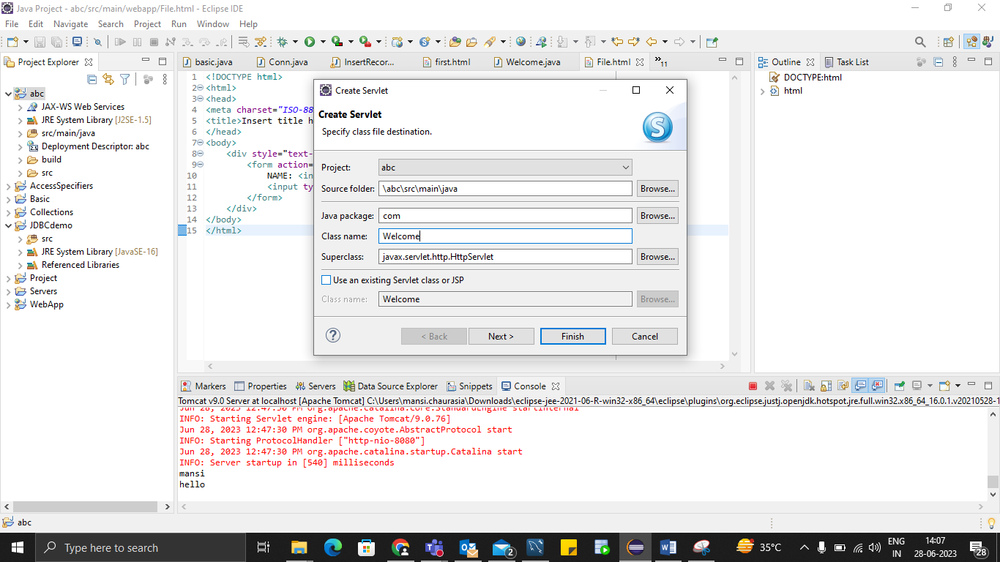 Java Project - abc/src/main/webapp/File.html - Eclipse IDE
File Edit Navigate Search Project Run Window Help
Project Explorer
abc
JAX-WS Web Services
JRE System Library [J2SE-1.5]
src/main/java
Deployment Descriptor: abc
build
src
AccessSpecifiers
Basic
Collections
JDBCdemo
src
JRE System Library [JavaSE-16]
Referenced Libraries
Project
Servers
WebApp
basic.java Conn.java InsertRecor... first.html Welcome.java File.html 11
1 <!DOCTYPE html>
2 <html>
3 <head>
4 <meta charset="ISO-88
5 <title>Insert title h
6 </head>
7 <body>
8 <div style="text-
9 <form action=
10 NAME: <in
11 <input ty
12 </form>
13 </div>
14 </body>
15 </html>
Create Servlet
Create Servlet
Specify class file destination.
S
Project: abc
Source folder: \abc\src\main\java Browse...
Java package: com Browse...
Class name: Welcome
Superclass: javax.servlet.http.HttpServlet Browse...
Use an existing Servlet class or JSP
Class name: Welcome Browse...
? < Back Next > Finish Cancel
Outline Task List
DOCTYPE:html
html
Markers Properties Servers Data Source Explorer Snippets Console
Tomcat v9.0 Server at localhost [Apache Tomcat] C:\Users\mansi.chaurasia\Downloads\eclipse-jee-2021-06-R-win32-x86_64\eclipse\plugins\org.eclipse.justj.openjdk.hotspot.jre.full.win32.x86_64_16.0.1.v20210528-1
Jun 28, 2023 12:47:30 PM org.apache.catalina.core.StandardEngine startInternal
INFO: Starting Servlet engine: [Apache Tomcat/9.0.76]
Jun 28, 2023 12:47:30 PM org.apache.coyote.AbstractProtocol start
INFO: Starting ProtocolHandler ["http-nio-8080"]
Jun 28, 2023 12:47:30 PM org.apache.catalina.startup.Catalina start
INFO: Server startup in [540] milliseconds
mansi
hello
abc
Type here to search
2
35°C
ENG
IN
14:07
28-06-2023
28